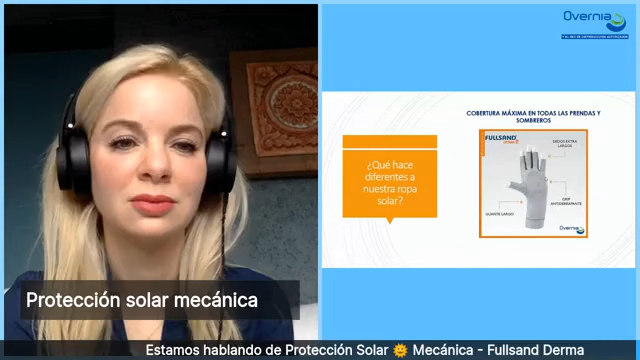 Overnia
COBERTURA MÁXIMA EN TODAS LAS PRENDAS Y
SOMBREROS
¿Qué hace
diferentes a
nuestra ropa
solar?
FULLSAND
DERMA
DEDOS EXTRA
LARGOS
GRIP
ANTIDERRAPANTE
GUANTE LARGO
Overnia
Protección solar mecánica
Estamos hablando de Protección Solar 🌞 Mecánica - Fullsand Derma